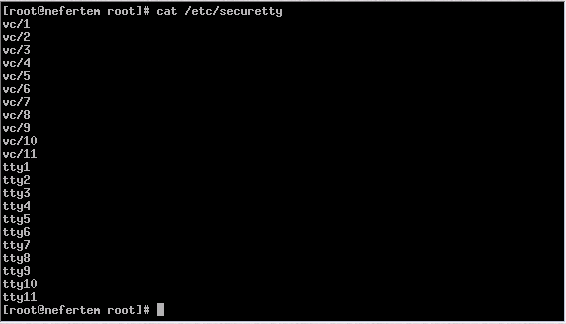 [root@nefertem root]# cat /etc/securetty
vc/1
vc/2
vc/3
vc/4
vc/5
vc/6
vc/7
vc/8
vc/9
vc/10
vc/11
tty1
tty2
tty3
tty4
tty5
tty6
tty7
tty8
tty9
tty10
tty11
[root@nefertem root]#